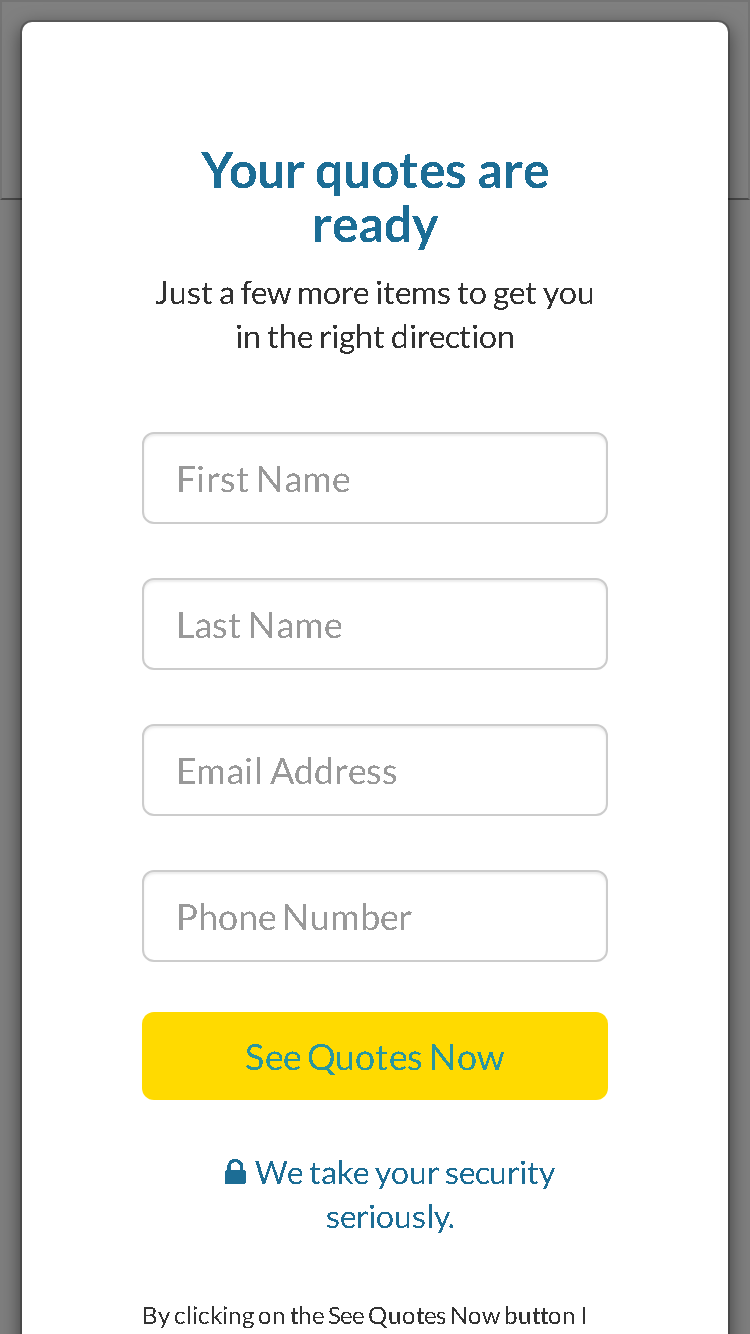 Your quotes are
ready
Just a few more items to get you
in the right direction
First Name
Last Name
Email Address
Phone Number
See Quotes Now
We take your security
seriously.
By clicking on the See Quotes Now button I